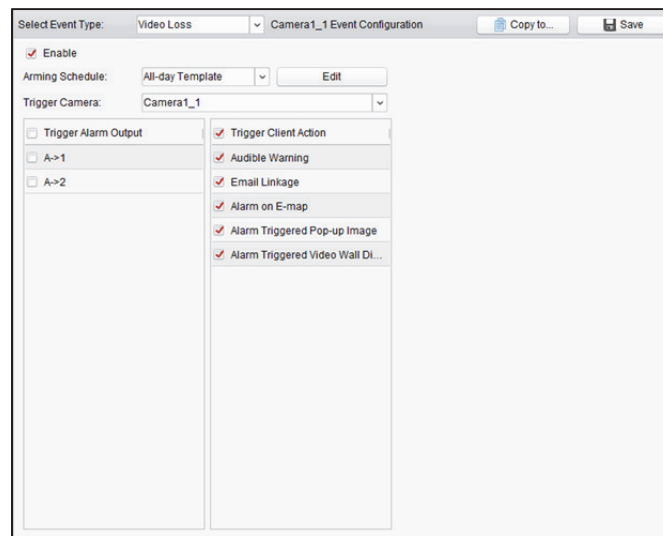 Select Event Type: Video Loss Camera1_1 Event Configuration Copy to... Save
Enable
Arming Schedule: All-day Template Edit
Trigger Camera: Camera1_1
Trigger Alarm Output Trigger Client Action
A->1 Audible Warning
A->2 Email Linkage
Alarm on E-map
Alarm Triggered Pop-up Image
Alarm Triggered Video Wall Di...